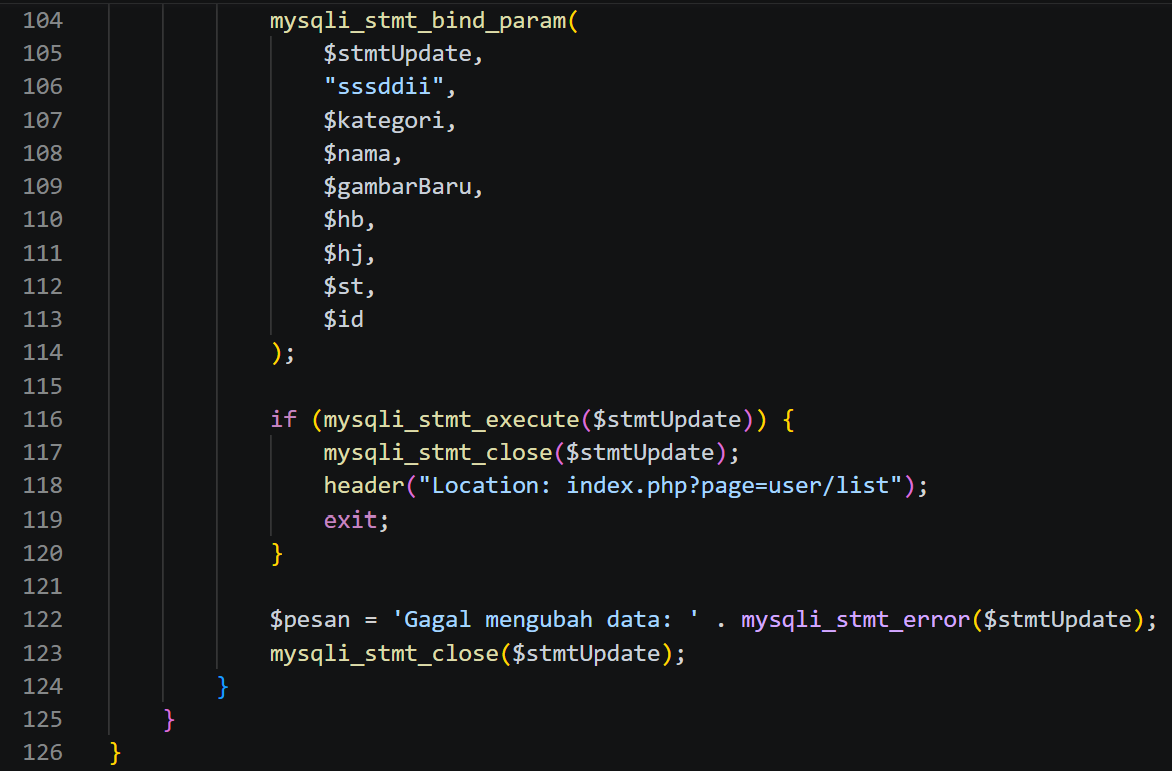 104 mysqli_stmt_bind_param(
105 $stmtUpdate,
106 "sssddii",
107 $kategori,
108 $nama,
109 $gambarBaru,
110 $hb,
111 $hj,
112 $st,
113 $id
114 );
115
116 if (mysqli_stmt_execute($stmtUpdate)) {
117 mysqli_stmt_close($stmtUpdate);
118 header("Location: index.php?page=user/list");
119 exit;
120 }
121
122 $pesan = 'Gagal mengubah data: ' . mysqli_stmt_error($stmtUpdate);
123 mysqli_stmt_close($stmtUpdate);
124 }
125 }
126 }